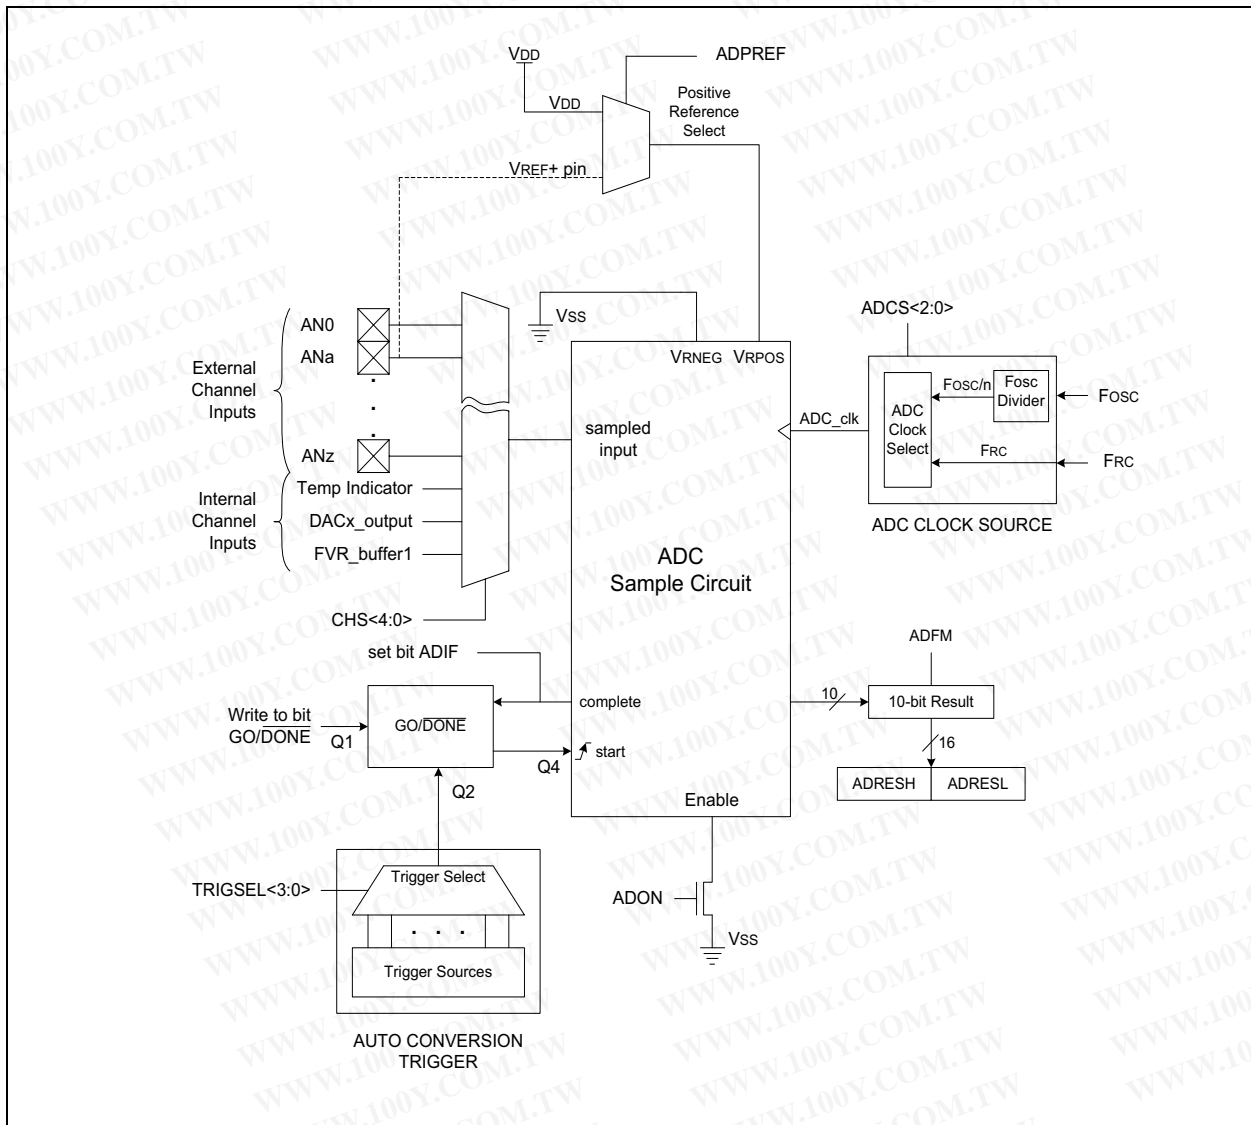 VDD
ADPREF
VDD
Positive
Reference
Select
VREF+ pin
VSS
VRNEG VRPOS
ADCS<2:0>
AN0
ANa
External
Channel
Inputs
ANz
Temp Indicator
Internal
Channel
Inputs
DACx_output
FVR_buffer1
CHS<4:0>
sampled
input
ADC_clk
ADC
Clock
Select
FOSC/n
Fosc
Divider
FOSC
FRC
FRC
ADC CLOCK SOURCE
ADC
Sample Circuit
set bit ADIF
complete
Write to bit
GO/DONE
Q1
GO/DONE
Q4
start
Q2
Enable
ADFM
10
10-bit Result
16
ADRESH ADRESL
TRIGSEL<3:0>
Trigger Select
. . .
Trigger Sources
AUTO CONVERSION
TRIGGER
ADON
VSS
WWW.100Y.COM.TW